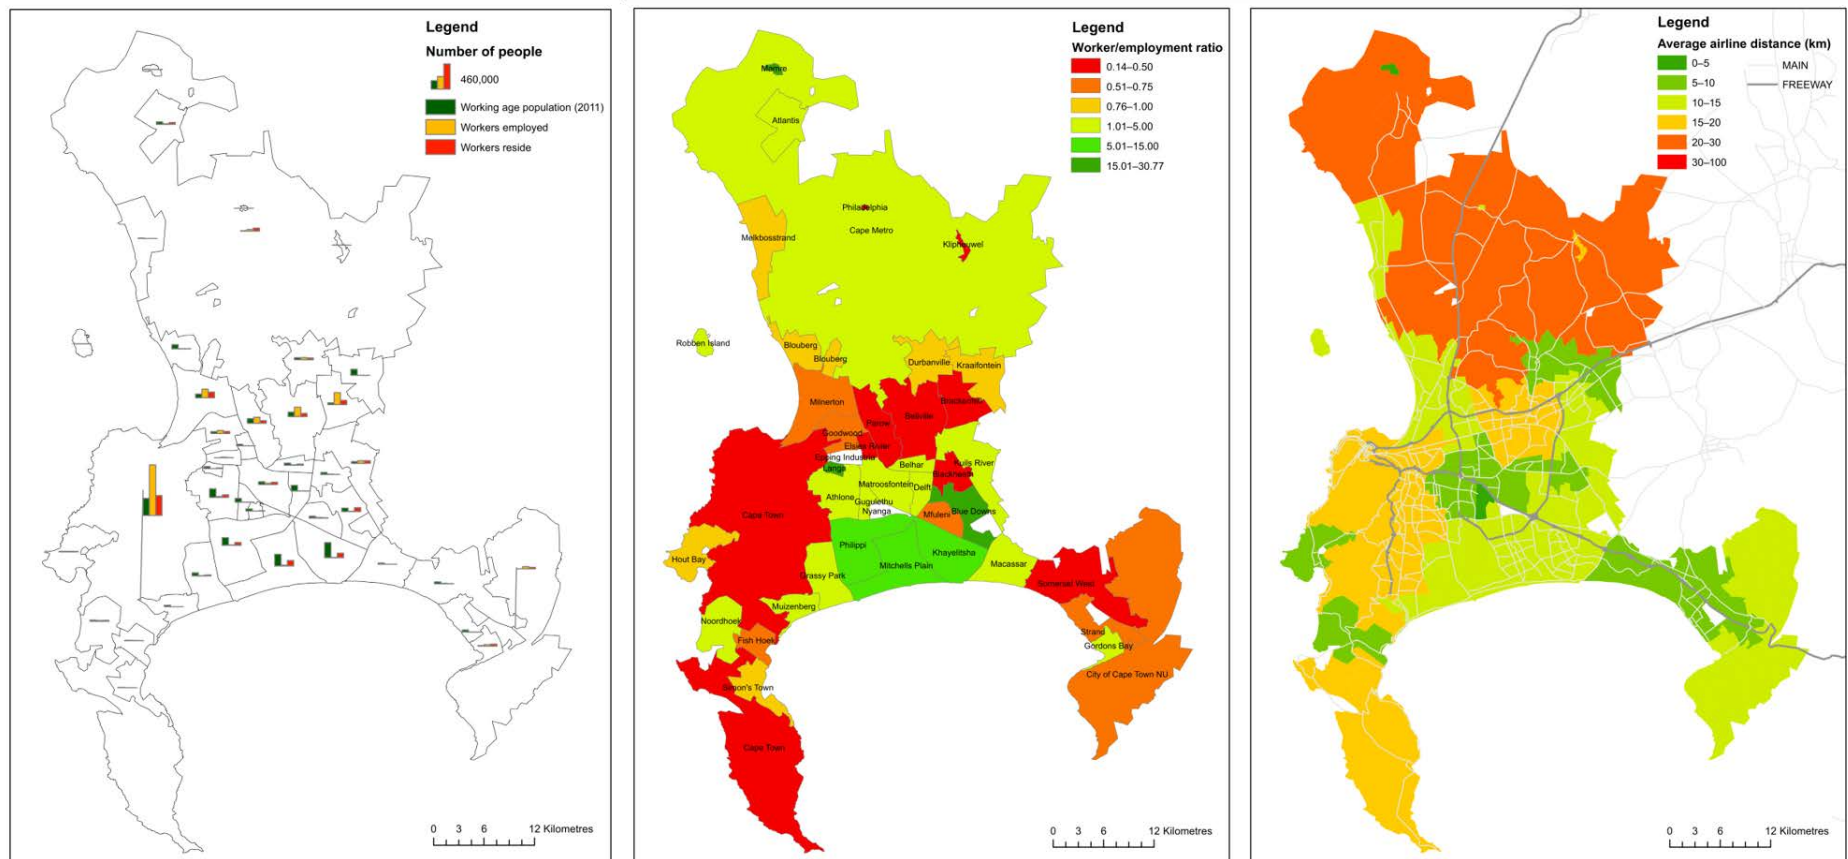 Legend
Number of people
460,000
Working age population (2011)
Workers employed
Workers reside
0 3 6 12 Kilometres
Legend
Worker/employment ratio
0.14–0.50
0.51–0.75
0.76–1.00
1.01–5.00
5.01–15.00
15.01–30.77
Mamre
Atlantis
Philadelphia
Cape Metro
Melkbosstrand
Klipheuwel
Robben Island
Blouberg
Blouberg
Durbanville
Kraaifontein
Milnerton
Brackenfell
Bellville
Parow
Goodwood
Elsies River
Epping Industria
Langa
Belhar
Kuils River
Blackheath
Matroosfontein
Delft
Athlone
Gugulethu
Nyanga
Mfuleni
Blue Downs
Cape Town
Philippi
Khayelitsha
Hout Bay
Mitchells Plain
Macassar
Grassy Park
Somerset West
Muizenberg
Noordhoek
Strand
Fish Hoek
Gordons Bay
City of Cape Town NU
Simon's Town
Cape Town
0 3 6 12 Kilometres
Legend
Average airline distance (km)
0–5
5–10
10–15
15–20
20–30
30–100
MAIN
FREEWAY
0 3 6 12 Kilometres